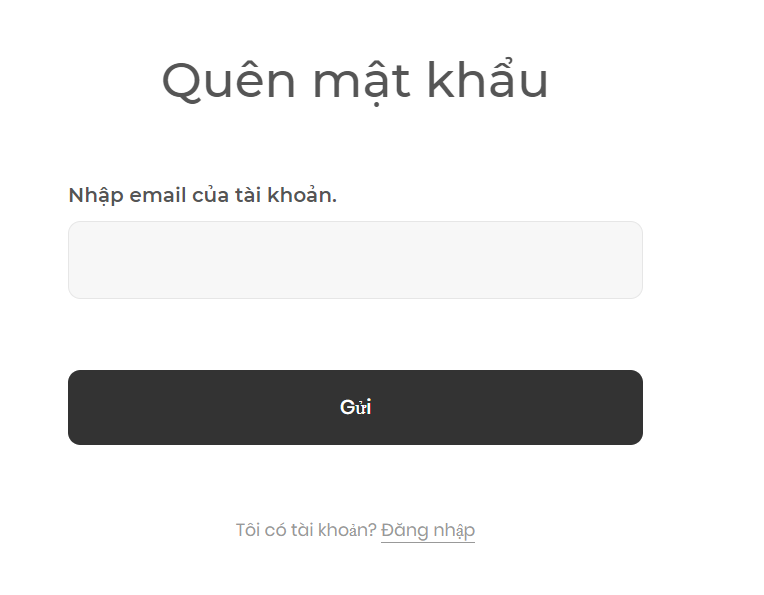 Quên mật khẩu
Nhập email của tài khoản.
Gửi
Tôi có tài khoản? Đăng nhập